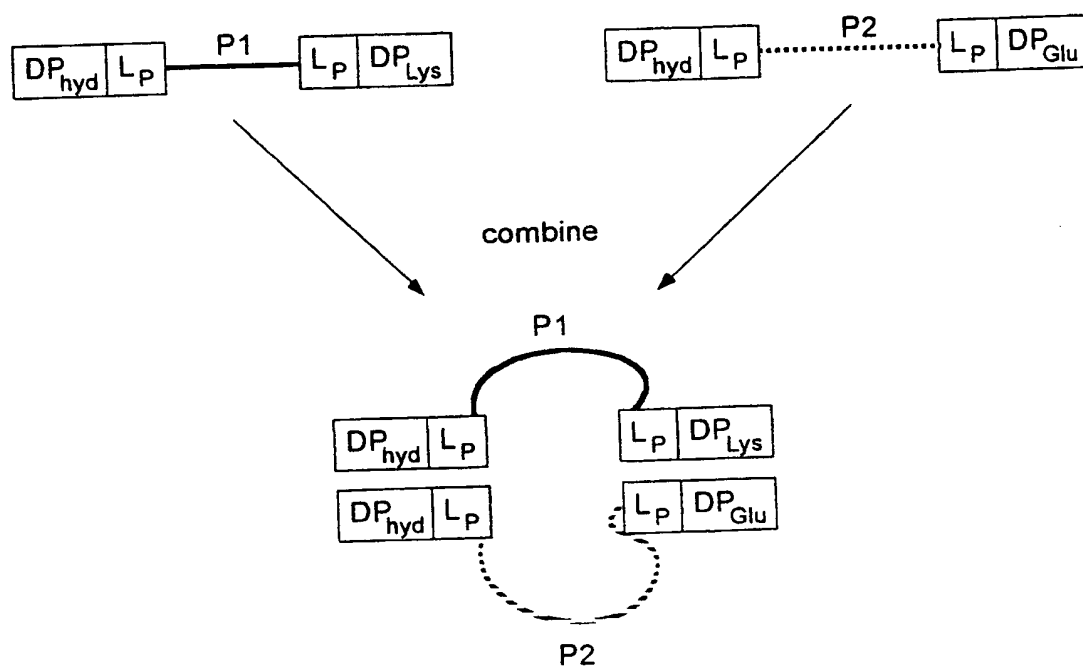 P1
P2
DP_hyd L_P L_P DP_Lys
DP_hyd L_P L_P DP_Glu
combine
P1
DP_hyd L_P L_P DP_Lys
DP_hyd L_P L_P DP_Glu
P2